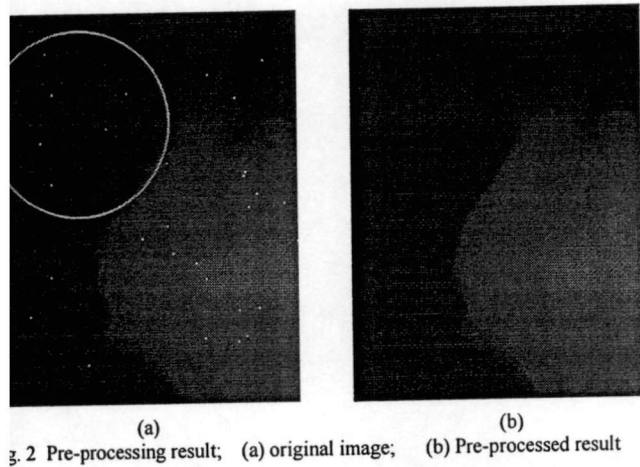 (a) (b)
g. 2 Pre-processing result; (a) original image; (b) Pre-processed result